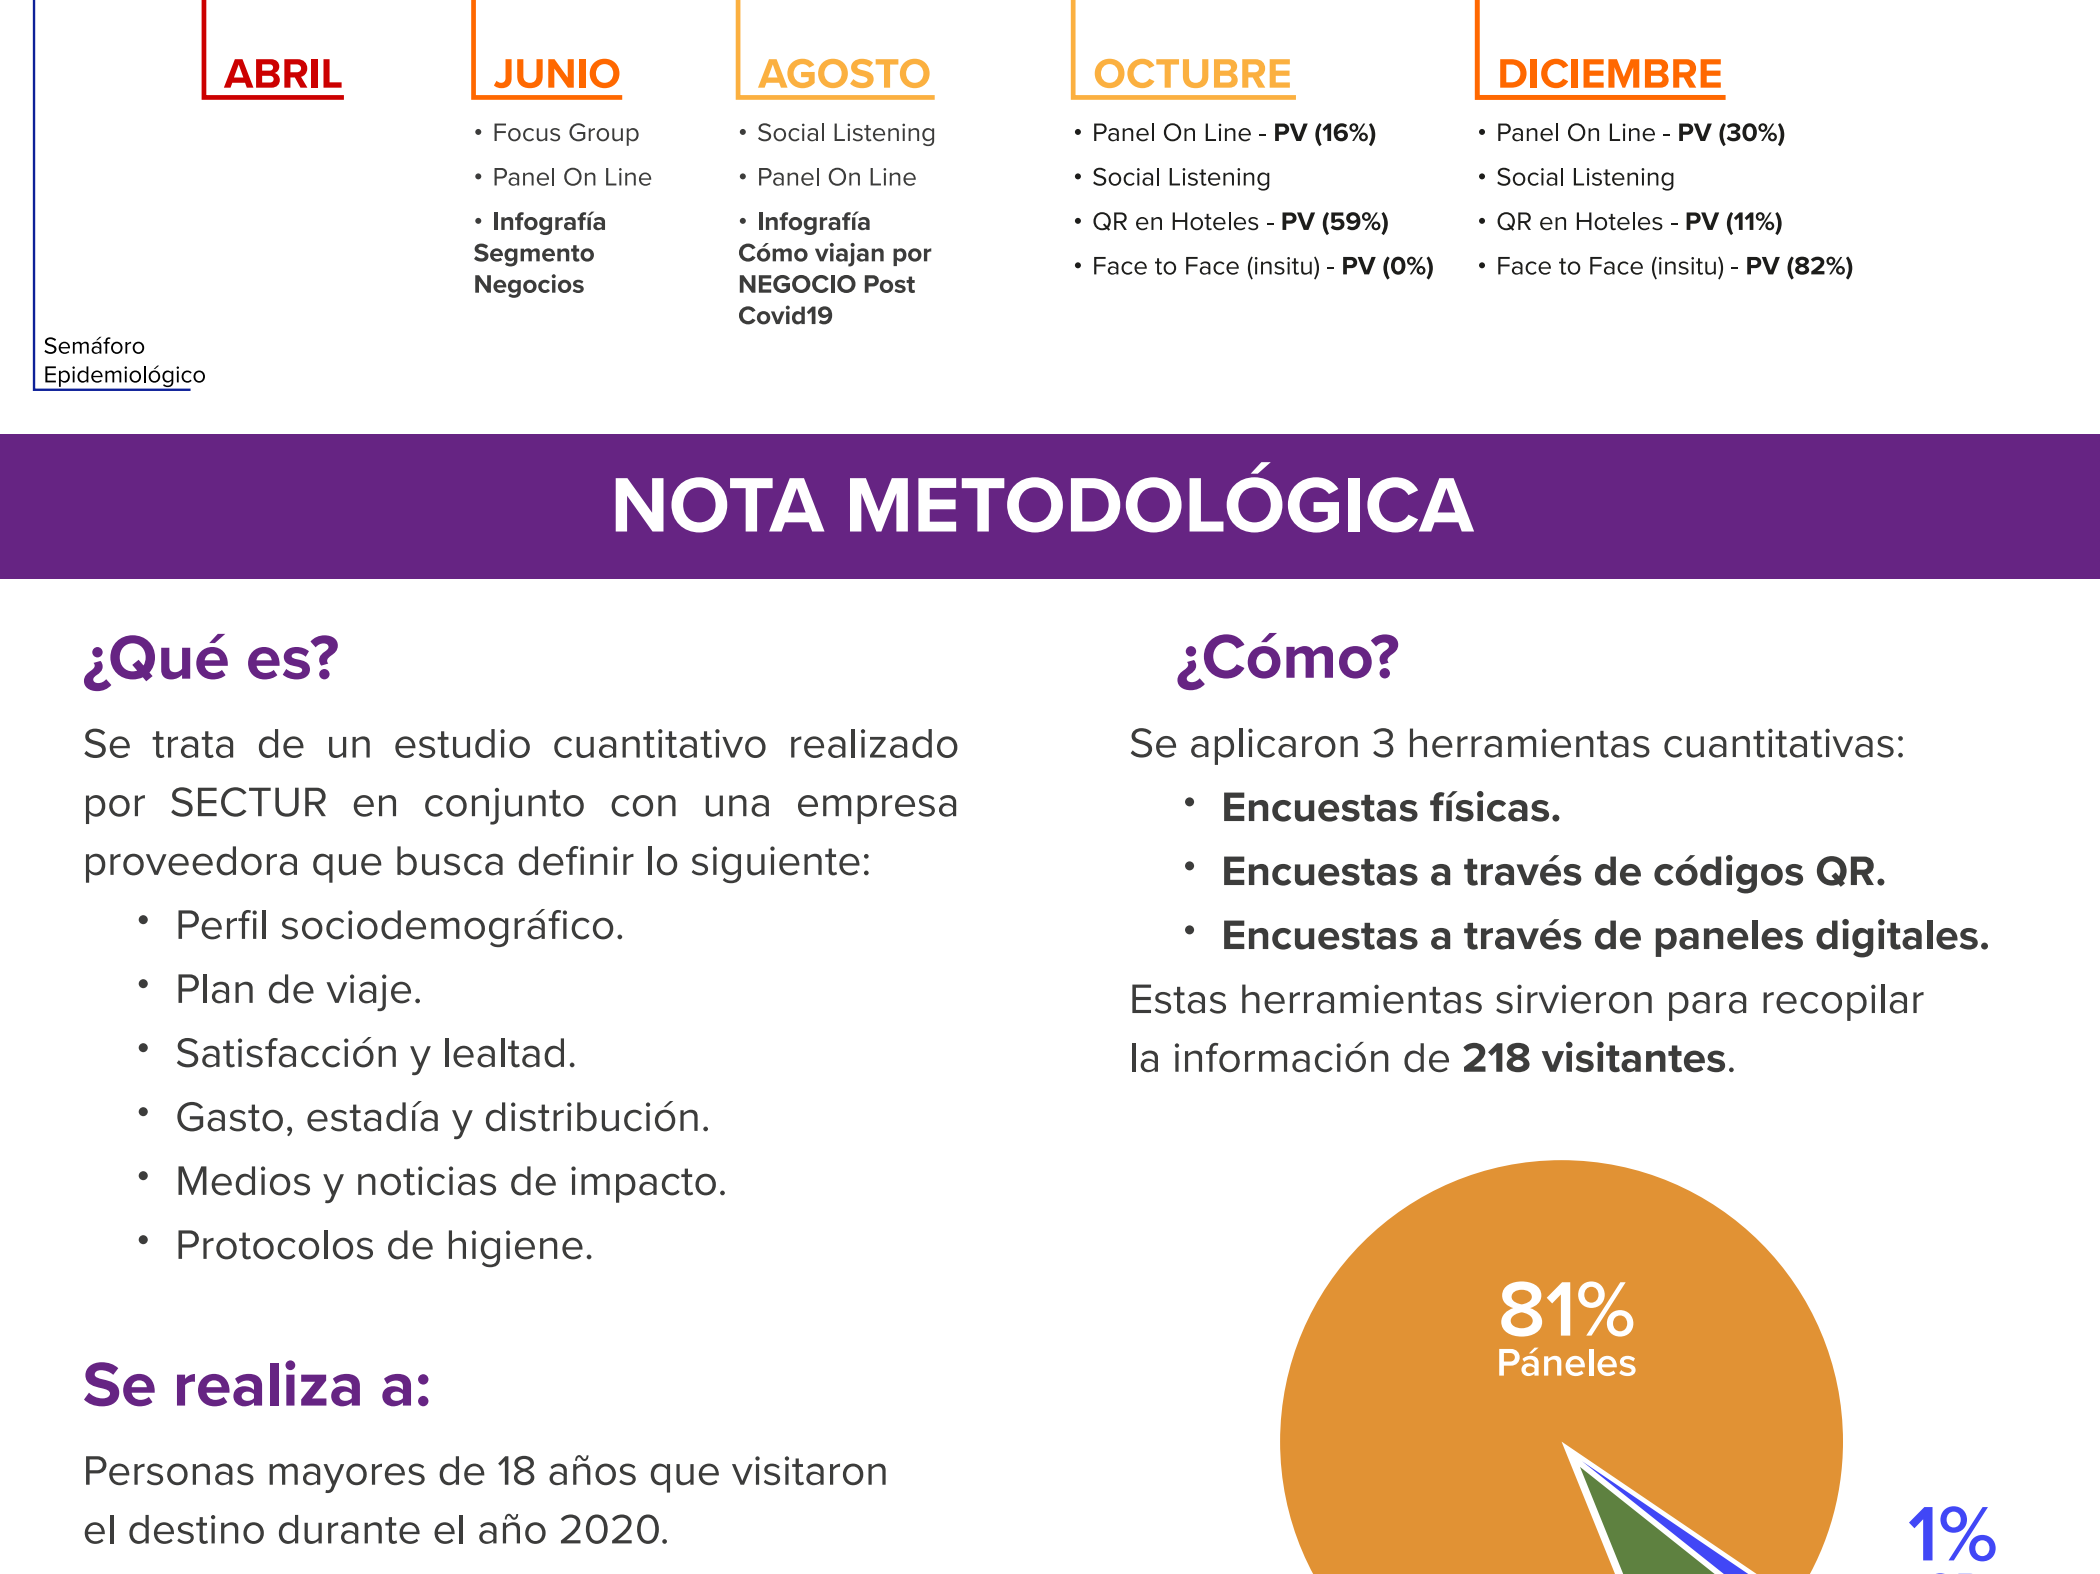 ABRIL
JUNIO
• Focus Group
• Panel On Line
• Infografía
Segmento
Negocios
AGOSTO
• Social Listening
• Panel On Line
• Infografía
Cómo viajan por
NEGOCIO Post
Covid19
OCTUBRE
• Panel On Line - PV (16%)
• Social Listening
• QR en Hoteles - PV (59%)
• Face to Face (insitu) - PV (0%)
DICIEMBRE
• Panel On Line - PV (30%)
• Social Listening
• QR en Hoteles - PV (11%)
• Face to Face (insitu) - PV (82%)
Semáforo
Epidemiológico
NOTA METODOLÓGICA
¿Qué es?
Se trata de un estudio cuantitativo realizado
por SECTUR en conjunto con una empresa
proveedora que busca definir lo siguiente:
• Perfil sociodemográfico.
• Plan de viaje.
• Satisfacción y lealtad.
• Gasto, estadía y distribución.
• Medios y noticias de impacto.
• Protocolos de higiene.
Se realiza a:
Personas mayores de 18 años que visitaron
el destino durante el año 2020.
¿Cómo?
Se aplicaron 3 herramientas cuantitativas:
• Encuestas físicas.
• Encuestas a través de códigos QR.
• Encuestas a través de paneles digitales.
Estas herramientas sirvieron para recopilar
la información de 218 visitantes.
81%
Páneles
1%